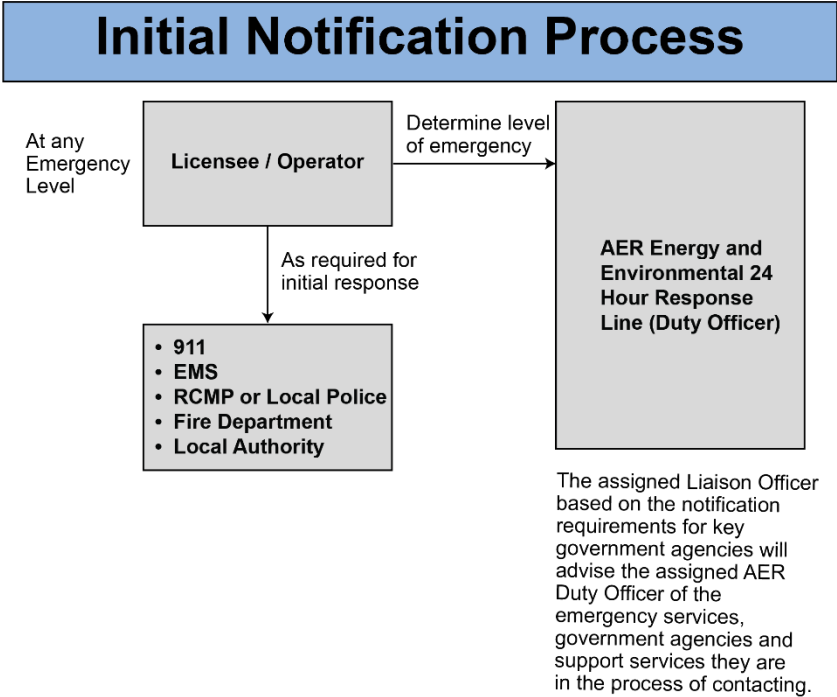 Initial Notification Process
At any
Emergency
Level
Licensee / Operator
Determine level
of emergency
As required for
initial response
• 911
• EMS
• RCMP or Local Police
• Fire Department
• Local Authority
AER Energy and
Environmental 24
Hour Response
Line (Duty Officer)
The assigned Liaison Officer
based on the notification
requirements for key
government agencies will
advise the assigned AER
Duty Officer of the
emergency services,
government agencies and
support services they are
in the process of contacting.